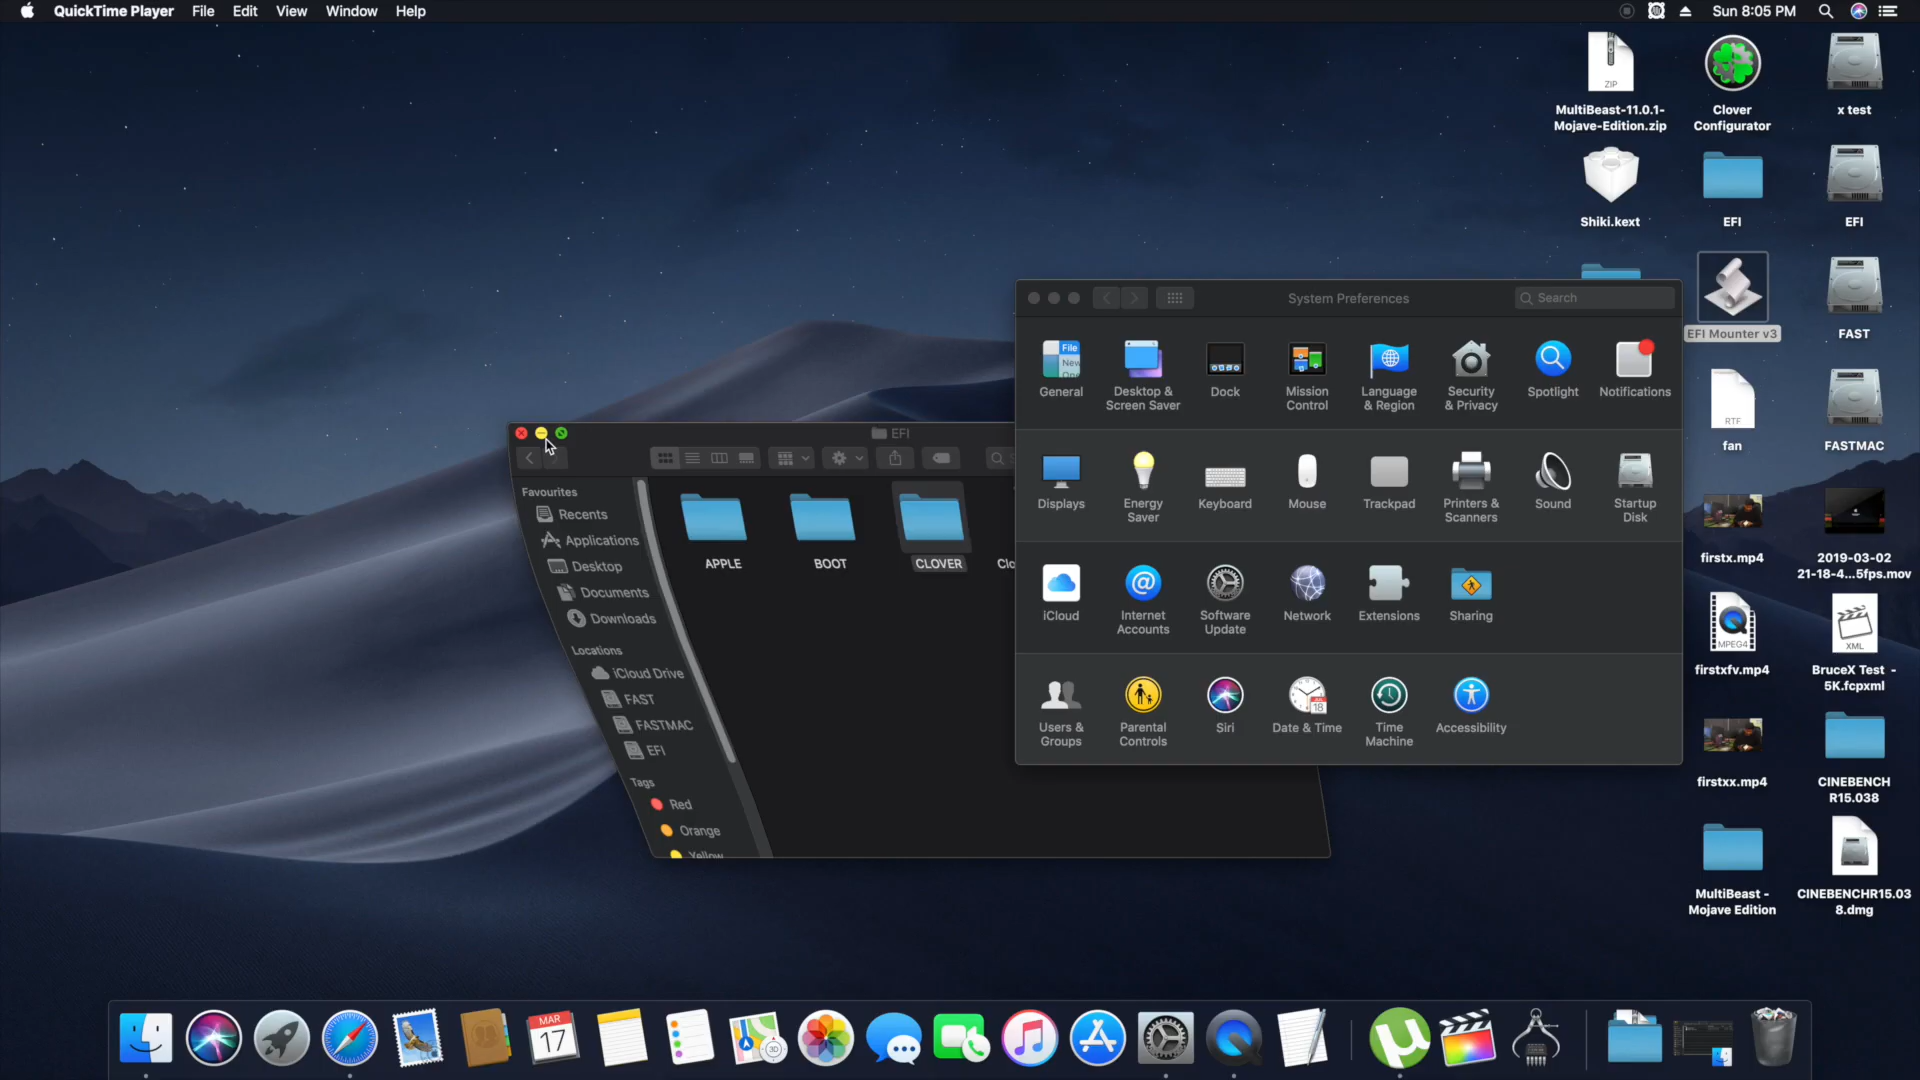 QuickTime Player File Edit View Window Help
Sun 8:05 PM
ZIP
MultiBeast-11.0.1-
Mojave-Edition.zip
Clover
Configurator
x test
Shiki.kext
EFI
EFI
EFI Mounter v3
FAST
RTF
fan
FASTMAC
firstx.mp4
2019-03-02
21-18-4...5fps.mov
MPEG4
firstxfv.mp4
XML
BruceX Test -
5K.fcpxml
firstxx.mp4
CINEBENCH
R15.038
MultiBeast -
Mojave Edition
CINEBENCHR15.03
8.dmg
System Preferences
Search
File
New
General
Desktop &
Screen Saver
Dock
Mission
Control
Language
& Region
Security
& Privacy
Spotlight
Notifications
Displays
Energy
Saver
Keyboard
Mouse
Trackpad
Printers &
Scanners
Sound
Startup
Disk
iCloud
Internet
Accounts
Software
Update
Network
Extensions
Sharing
Users &
Groups
Parental
Controls
Siri
18
Date & Time
Time
Machine
Accessibility
EFI
Favourites
Recents
Applications
Desktop
Documents
Downloads
Locations
iCloud Drive
FAST
FASTMAC
EFI
Tags
Red
Orange
Yellow
APPLE
BOOT
CLOVER
Clo
MAR
17
3D